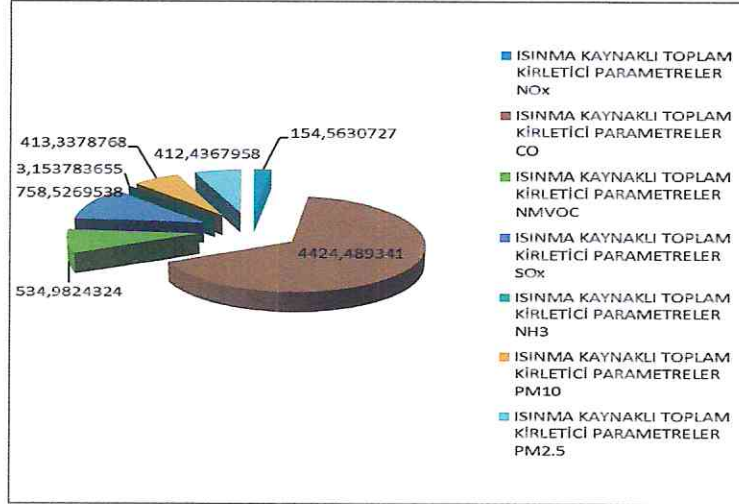 413,3378768
3,153783655
758,5269538
534,9824324
412,4367958
154,5630727
4424,489341
ISINMA KAYNAKLI TOPLAM
KİRLETİCİ PARAMETRELER
NOx
ISINMA KAYNAKLI TOPLAM
KİRLETİCİ PARAMETRELER
CO
ISINMA KAYNAKLI TOPLAM
KİRLETİCİ PARAMETRELER
NMVOC
ISINMA KAYNAKLI TOPLAM
KİRLETİCİ PARAMETRELER
SOx
ISINMA KAYNAKLI TOPLAM
KİRLETİCİ PARAMETRELER
NH3
ISINMA KAYNAKLI TOPLAM
KİRLETİCİ PARAMETRELER
PM10
ISINMA KAYNAKLI TOPLAM
KİRLETİCİ PARAMETRELER
PM2.5